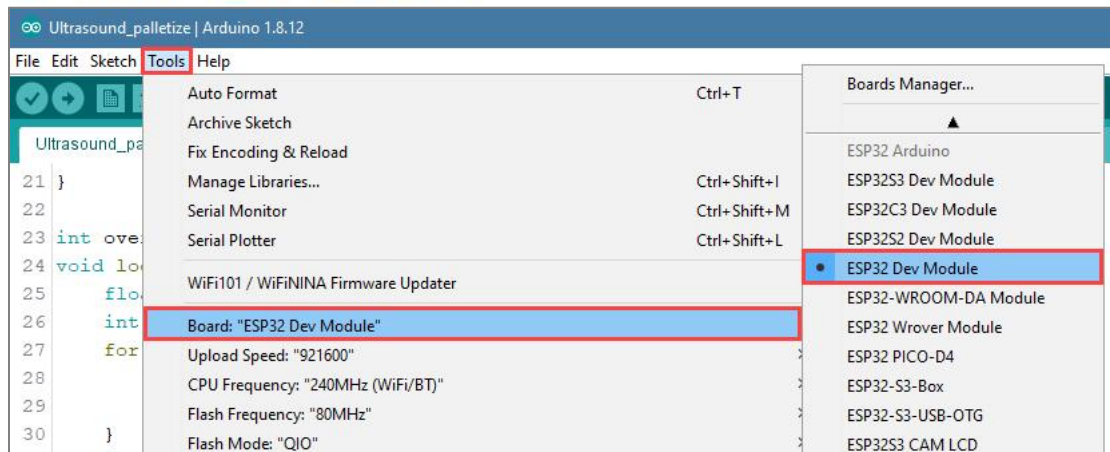 Ultrasound_palletize | Arduino 1.8.12
File Edit Sketch Tools Help
Auto Format Ctrl+T
Archive Sketch
Fix Encoding & Reload
Manage Libraries... Ctrl+Shift+I
Serial Monitor Ctrl+Shift+M
Serial Plotter Ctrl+Shift+L
WiFi101 / WiFiNINA Firmware Updater
Board: "ESP32 Dev Module"
Upload Speed: "921600"
CPU Frequency: "240MHz (WiFi/BT)"
Flash Frequency: "80MHz"
Flash Mode: "QIO"
Boards Manager...
ESP32 Arduino
ESP32S3 Dev Module
ESP32C3 Dev Module
ESP32S2 Dev Module
ESP32 Dev Module
ESP32-WROOM-DA Module
ESP32 Wrover Module
ESP32 PICO-D4
ESP32-S3-Box
ESP32-S3-USB-OTG
ESP32S3 CAM LCD
Ultrasound_pa
21 }
22
23 int ove
24 void lo
25 flo
26 int
27 for
28
29
30 }